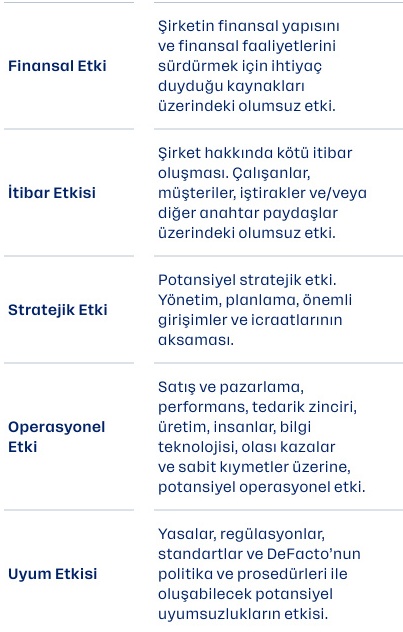 Finansal Etki
Şirketin finansal yapısını
ve finansal faaliyetlerini
sürdürmek için ihtiyaç
duyduğu kaynakları
üzerindeki olumsuz etki.
İtibar Etkisi
Şirket hakkında kötü itibar
oluşması. Çalışanlar,
müşteriler, iştirakler ve/veya
diğer anahtar paydaşlar
üzerindeki olumsuz etki.
Stratejik Etki
Potansiyel stratejik etki.
Yönetim, planlama, önemli
girişimler ve icraatlarının
aksaması.
Operasyonel
Etki
Satış ve pazarlama,
performans, tedarik zinciri,
üretim, insanlar, bilgi
teknolojisi, olası kazalar
ve sabit kıymetler üzerine,
potansiyel operasyonel etki.
Uyum Etkisi
Yasalar, regülasyonlar,
standartlar ve DeFacto’nun
politika ve prosedürleri ile
oluşabilecek potansiyel
uyumsuzlukların etkisi.